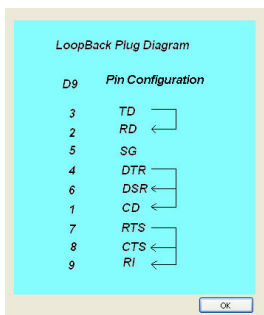 LoopBack Plug Diagram
D9 Pin Configuration
3 TD
2 RD
5 SG
4 DTR
6 DSR
1 CD
7 RTS
8 CTS
9 RI
OK